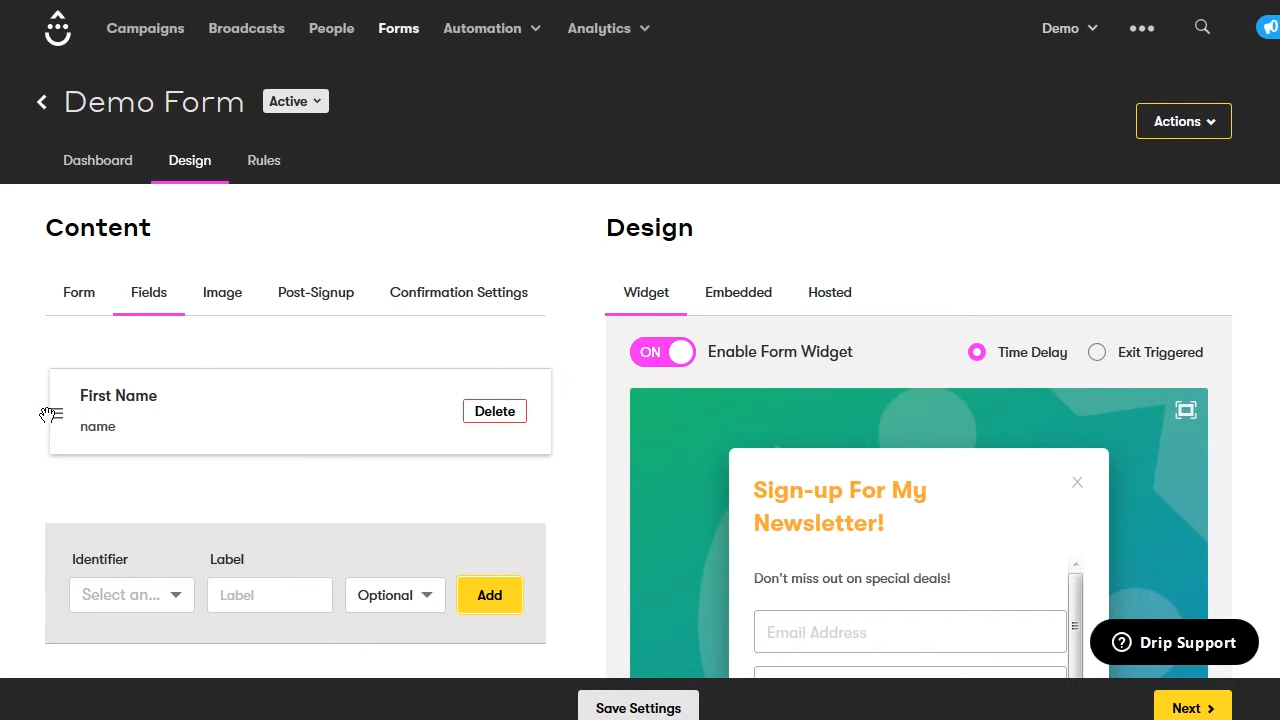 Campaigns Broadcasts People Forms Automation Analytics Demo
Demo Form Active
Actions
Dashboard Design Rules
Content Design
Form Fields Image Post-Signup Confirmation Settings Widget Embedded Hosted
ON Enable Form Widget Time Delay Exit Triggered
First Name
name
Delete
Sign-up For My
Newsletter!
Don't miss out on special deals!
Identifier Label
Select an... Label Optional Add
Email Address
? Drip Support
Save Settings Next